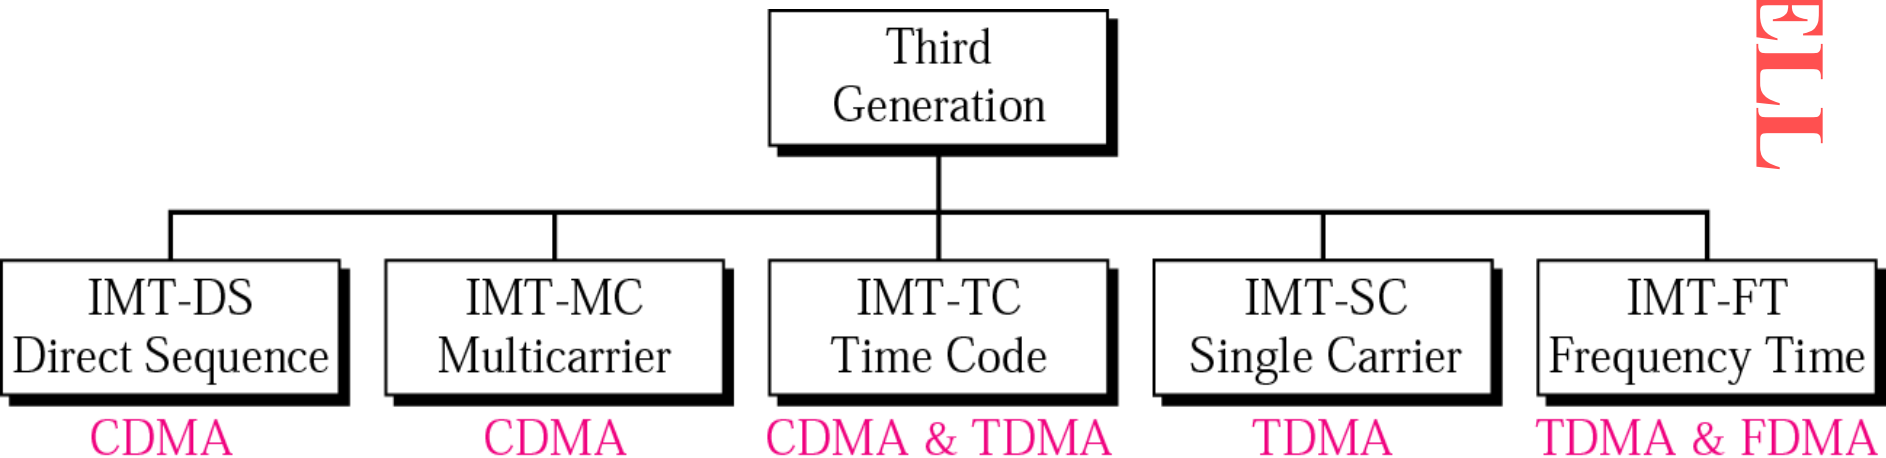 Third
Generation
ELL
IMT-DS
Direct Sequence
CDMA
IMT-MC
Multicarrier
CDMA
IMT-TC
Time Code
CDMA & TDMA
IMT-SC
Single Carrier
TDMA
IMT-FT
Frequency Time
TDMA & FDMA